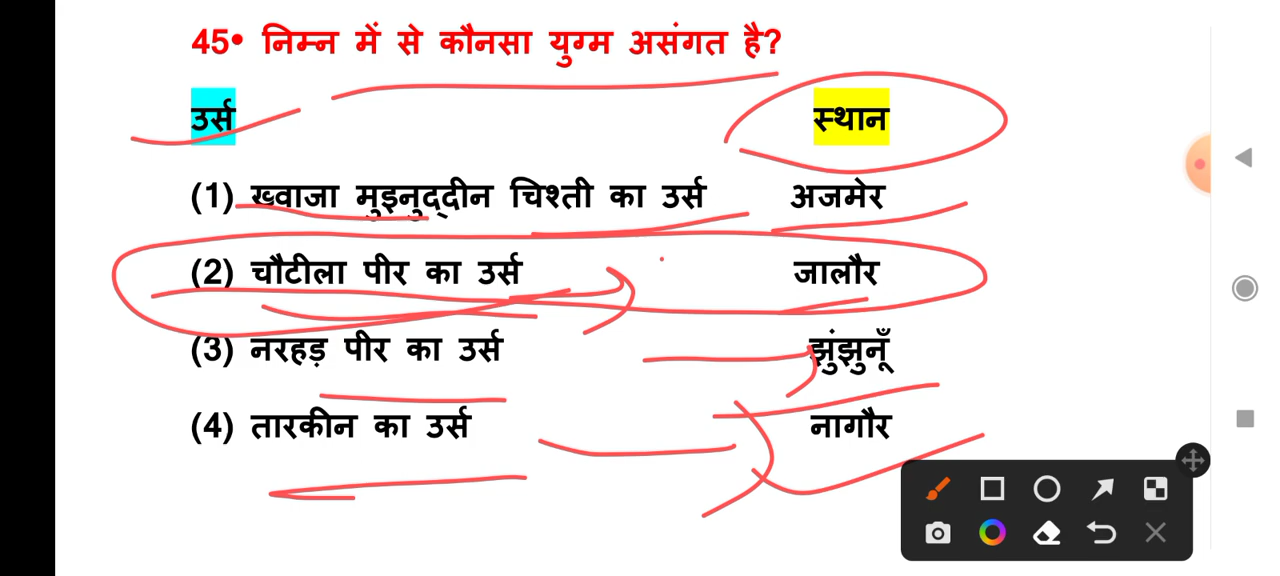 45• निम्न में से कौनसा युग्म असंगत है?
उर्स स्थान
(1) ख्वाजा मुइनुद्दीन चिश्ती का उर्स अजमेर
(2) चौटीला पीर का उर्स जालौर
(3) नरहड़ पीर का उर्स झुंझुनूँ
(4) तारकीन का उर्स नागौर